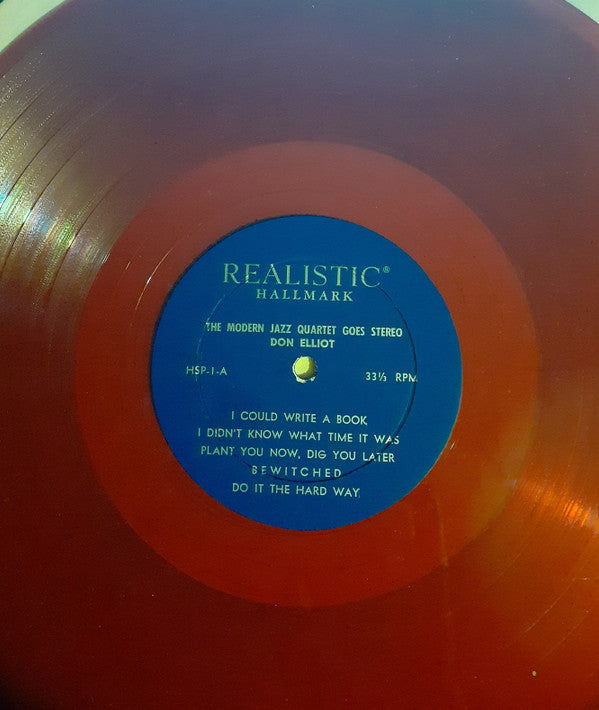 REALISTIC®
HALLMARK
THE MODERN JAZZ QUARTET GOES STEREO
DON ELLIOT
HSP-1-A 33⅓ RPM
I COULD WRITE A BOOK
I DIDN'T KNOW WHAT TIME IT WAS
PLANT YOU NOW, DIG YOU LATER
BEWITCHED
DO IT THE HARD WAY